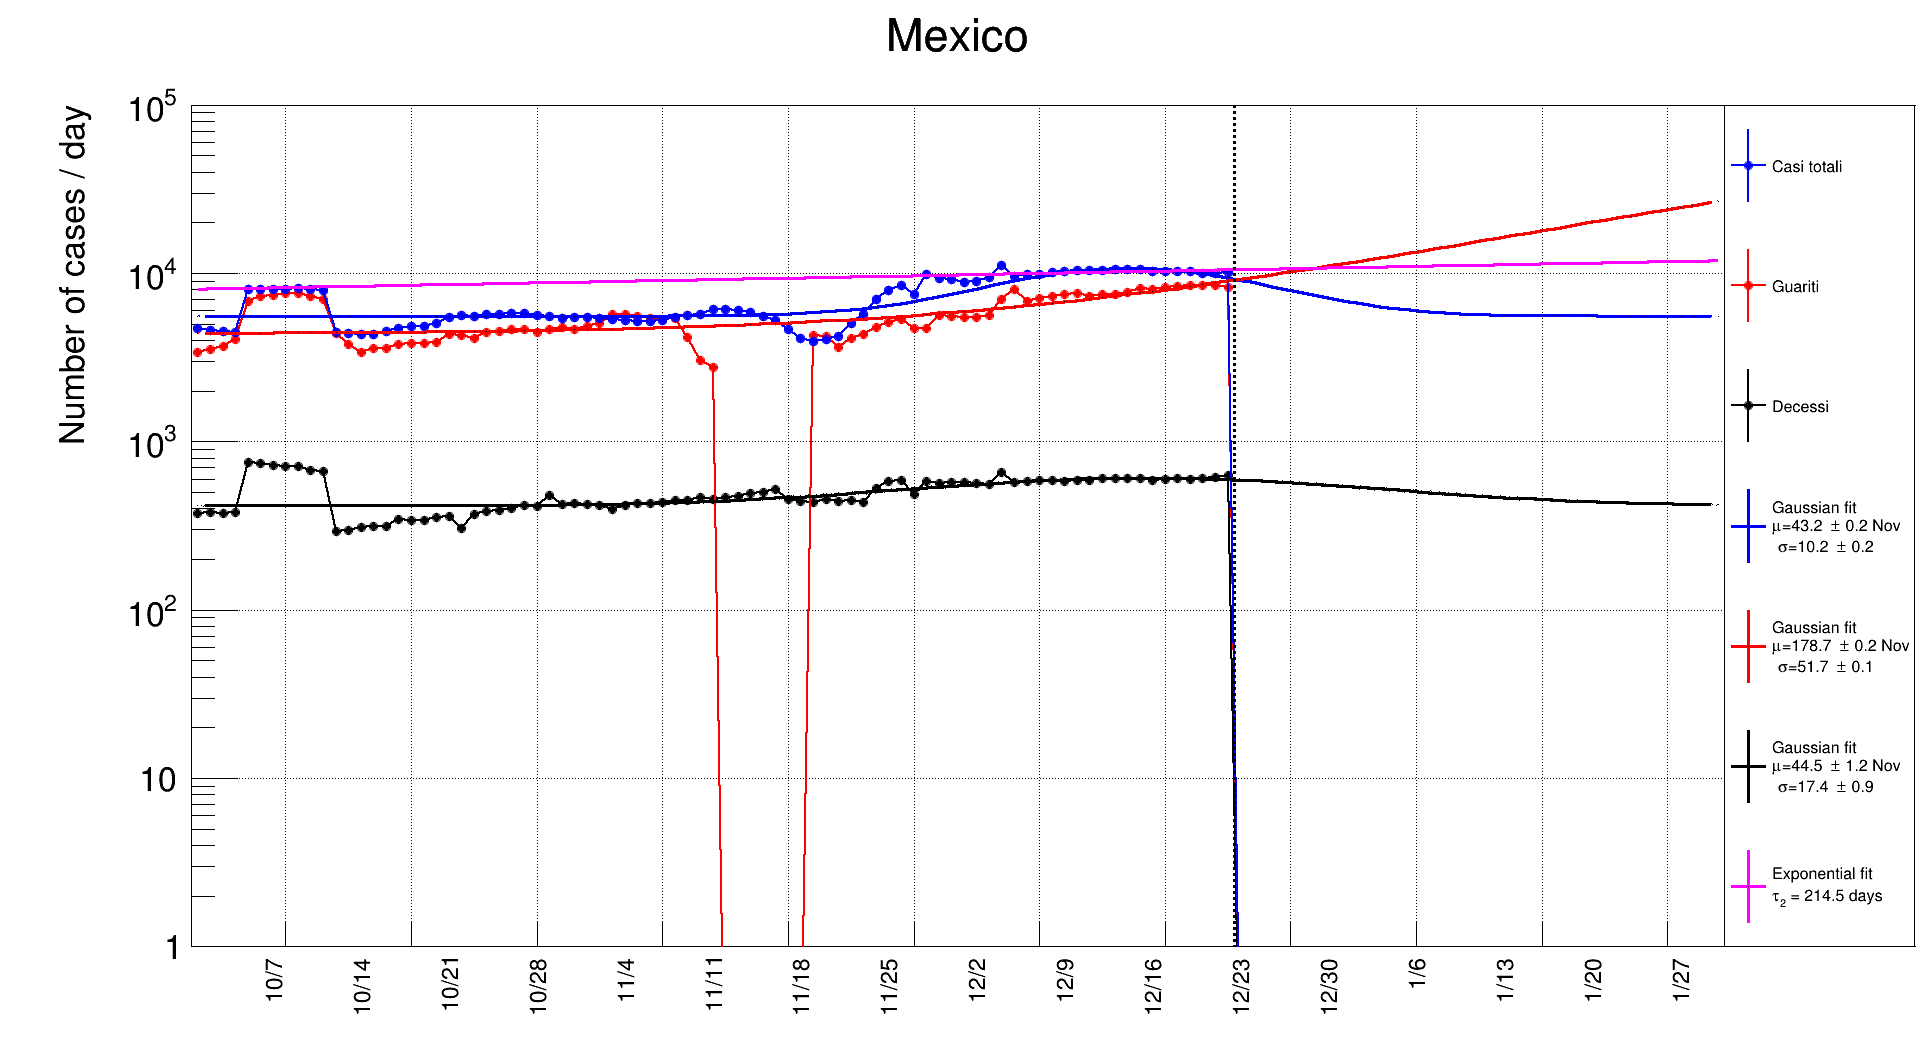 Mexico
Number of cases / day
10^5
10^4
10^3
10^2
10
1
10/7
10/14
10/21
10/28
11/4
11/11
11/18
11/25
12/2
12/9
12/16
12/23
12/30
1/6
1/13
1/20
1/27
Casi totali
Guariti
Decessi
Gaussian fit
μ=43.2 ± 0.2 Nov
σ=10.2 ± 0.2
Gaussian fit
μ=178.7 ± 0.2 Nov
σ=51.7 ± 0.1
Gaussian fit
μ=44.5 ± 1.2 Nov
σ=17.4 ± 0.9
Exponential fit
τ₂ = 214.5 days